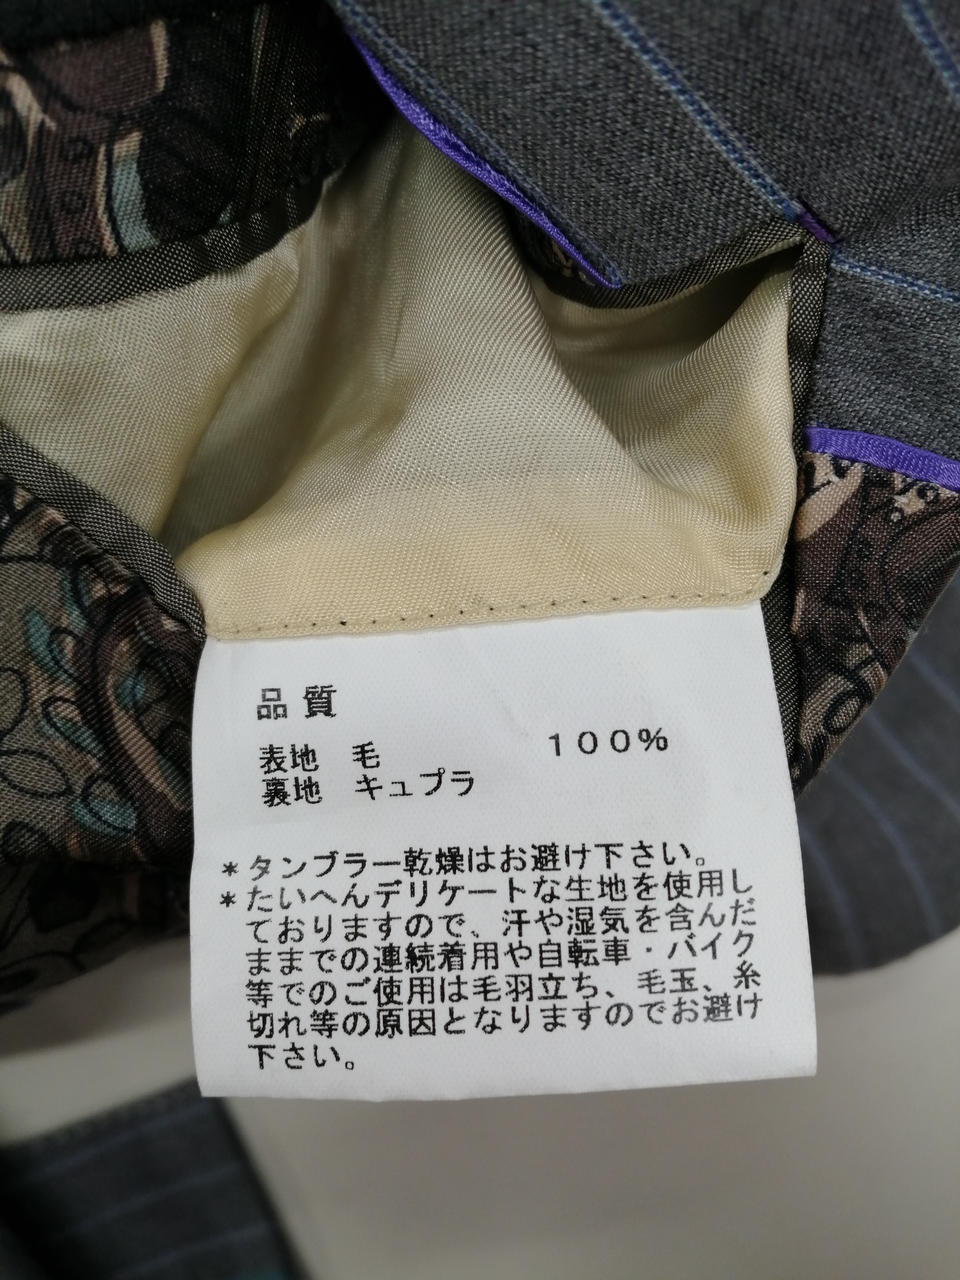 品質
表地　毛　１００％
裏地　キュプラ
＊タンブラー乾燥はお避け下さい。
＊たいへんデリケートな生地を使用し
ておりますので、汗や湿気を含んだ
ままでの連続着用や自転車・バイク
等でのご使用は毛羽立ち、毛玉、糸
切れ等の原因となりますのでお避け
下さい。